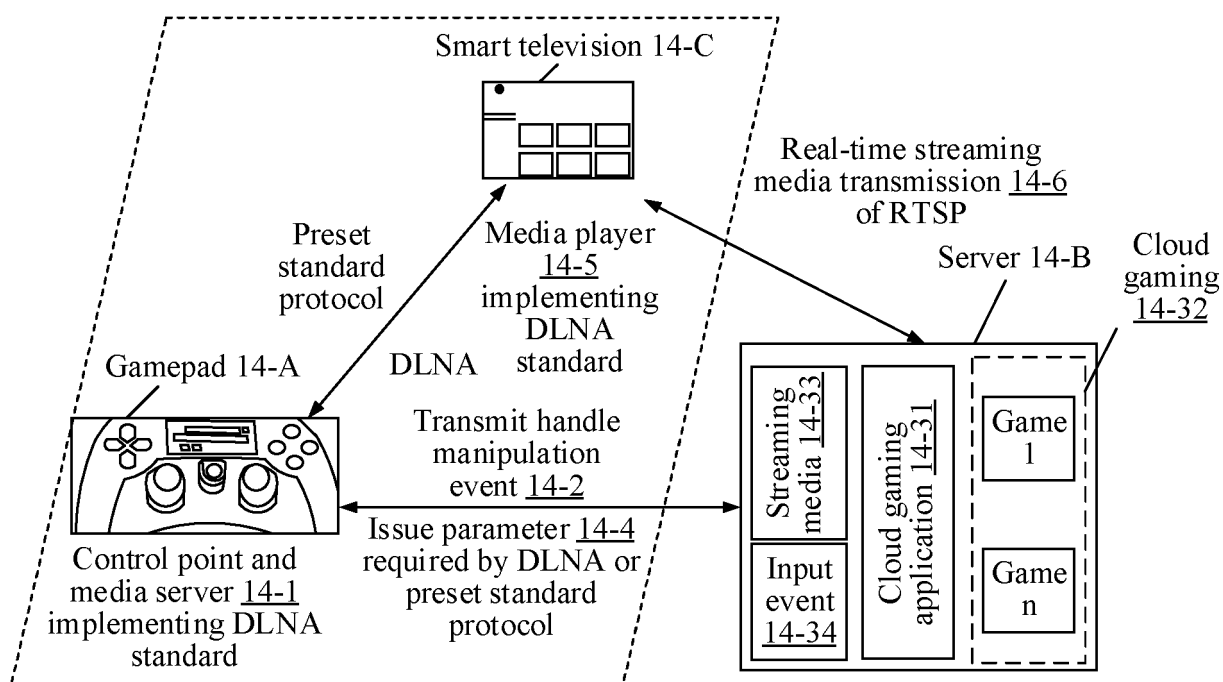 Smart television 14-C
Real-time streaming
media transmission 14-6
of RTSP
Preset
standard
protocol
Media player
14-5
implementing
DLNA
standard
DLNA
Server 14-B
Cloud
gaming
14-32
Gamepad 14-A
Transmit handle
manipulation
event 14-2
Issue parameter 14-4
required by DLNA or
preset standard
protocol
Control point and
media server 14-1
implementing DLNA
standard
Streaming
media 14-33
Input
event
14-34
Cloud gaming
application 14-31
Game
1
Game
n